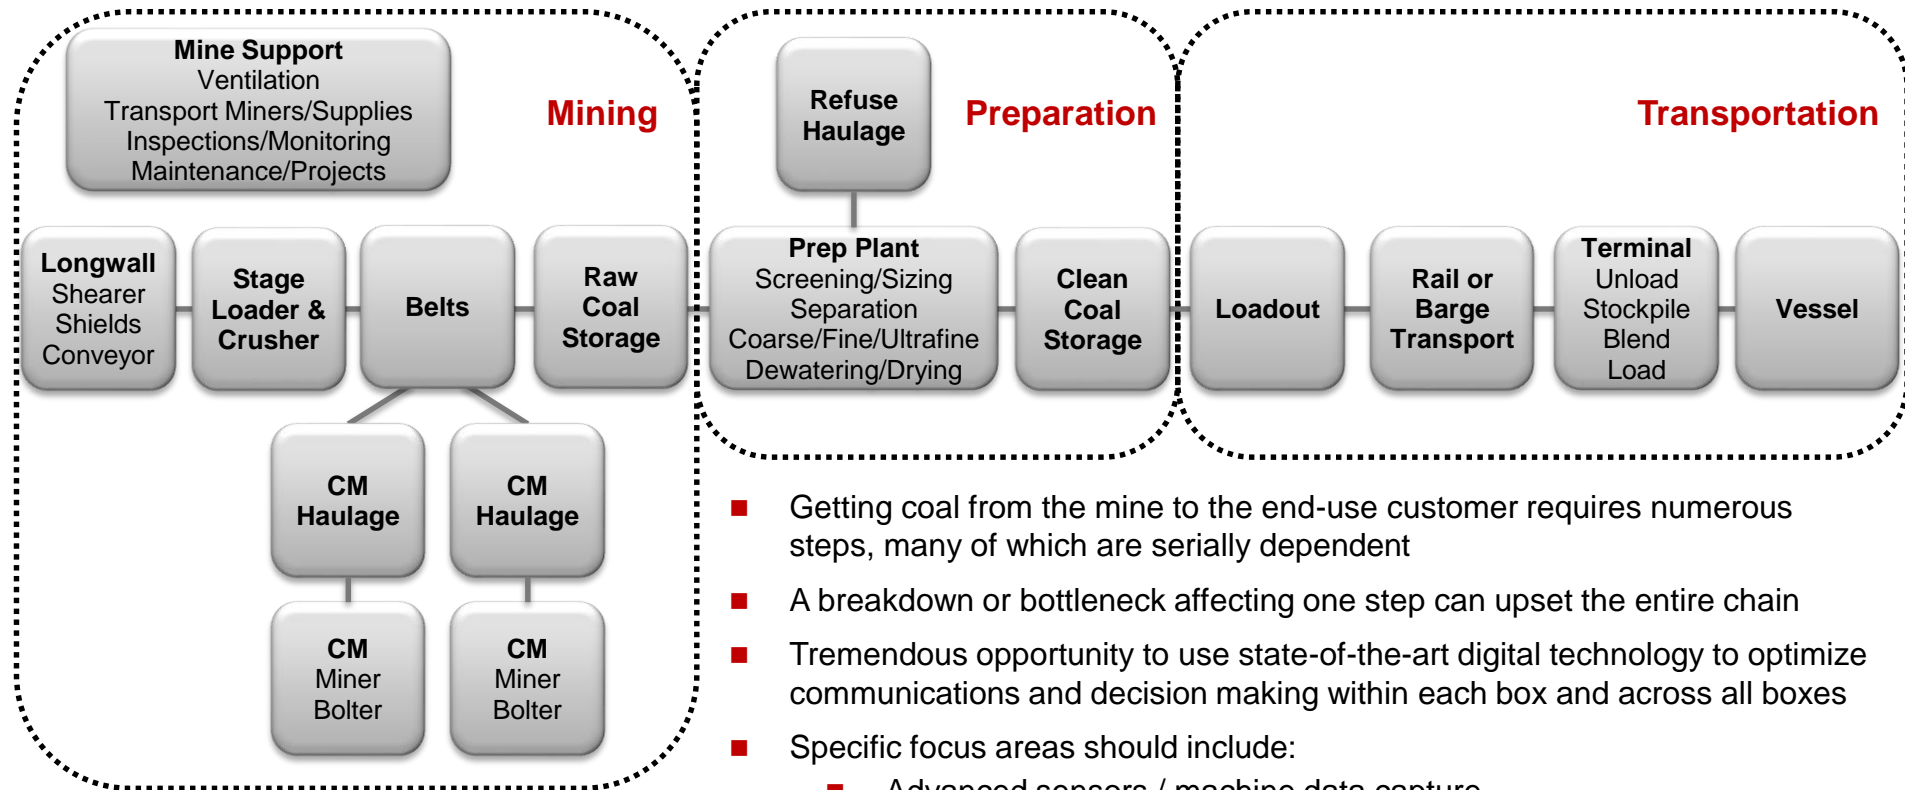 Mine Support
Ventilation
Transport Miners/Supplies
Inspections/Monitoring
Maintenance/Projects
Mining
Longwall
Shearer
Shields
Conveyor
Stage
Loader &
Crusher
Belts
Raw
Coal
Storage
CM
Haulage
CM
Haulage
CM
Miner
Bolter
CM
Miner
Bolter
Refuse
Haulage
Preparation
Prep Plant
Screening/Sizing
Separation
Coarse/Fine/Ultrafine
Dewatering/Drying
Clean
Coal
Storage
Transportation
Loadout
Rail or
Barge
Transport
Terminal
Unload
Stockpile
Blend
Load
Vessel
Getting coal from the mine to the end-use customer requires numerous
steps, many of which are serially dependent
A breakdown or bottleneck affecting one step can upset the entire chain
Tremendous opportunity to use state-of-the-art digital technology to optimize
communications and decision making within each box and across all boxes
Specific focus areas should include:
Advanced sensors / machine data capture